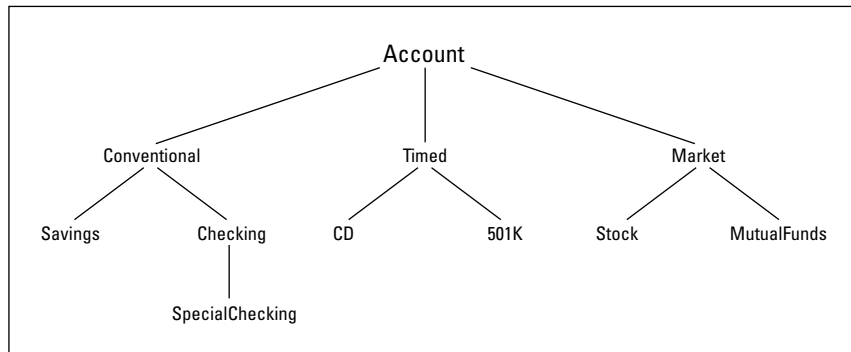 Account
Conventional Timed Market
Savings Checking CD 501K Stock MutualFunds
SpecialChecking